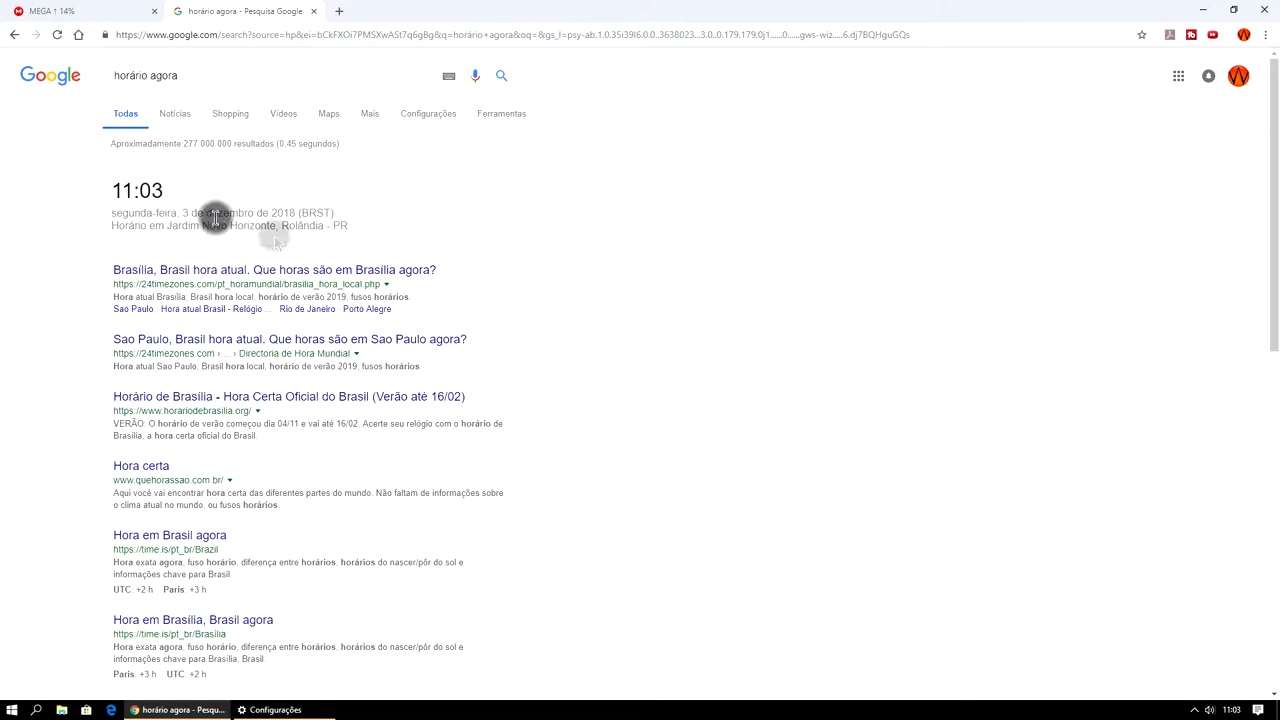 MEGA ↑ 14%
horário agora - Pesquisa Google
https://www.google.com/search?source=hp&ei=bCkFXOi7PMSXwASt7q6gBg&q=horário+agora&oq=&gs_l=psy-ab.1.0.35i39l6.0.0..3638023...3.0..0.179.179.0j1......0......gws-wiz.....6.dj7BQHguGQs
Google
horário agora
Todas Notícias Shopping Vídeos Maps Mais Configurações Ferramentas
Aproximadamente 277 000 000 resultados (0,45 segundos)
11:03
segunda-feira, 3 de dezembro de 2018 (BRST)
Horário em Jardim Novo Horizonte, Rolândia - PR
Brasília, Brasil hora atual. Que horas são em Brasília agora?
https://24timezones.com/pt_horamundial/brasilia_hora_local.php
Hora atual Brasília, Brasil hora local, horário de verão 2019, fusos horários.
Sao Paulo Hora atual Brasil - Relógio ... Rio de Janeiro Porto Alegre
Sao Paulo, Brasil hora atual. Que horas são em Sao Paulo agora?
https://24timezones.com › ... › Directoria de Hora Mundial
Hora atual Sao Paulo, Brasil hora local, horário de verão 2019, fusos horários
Horário de Brasília - Hora Certa Oficial do Brasil (Verão até 16/02)
https://www.horariodebrasilia.org/
VERÃO: O horário de verão começou dia 04/11 e vai até 16/02. Acerte seu relógio com o horário de
Brasília, a hora certa oficial do Brasil.
Hora certa
www.quehorassao.com.br/
Aqui você vai encontrar hora certa das diferentes partes do mundo. Não faltam de informações sobre
o clima atual no mundo, ou fusos horários.
Hora em Brasil agora
https://time.is/pt_br/Brazil
Hora exata agora, fuso horário, diferença entre horários, horários do nascer/pôr do sol e
informações chave para Brasil
UTC: +2 h Paris: +3 h
Hora em Brasília, Brasil agora
https://time.is/pt_br/Brasília
Hora exata agora, fuso horário, diferença entre horários, horários do nascer/pôr do sol e
informações chave para Brasília, Brasil.
Paris: +3 h UTC: +2 h
horário agora - Pesqu... Configurações 11:03